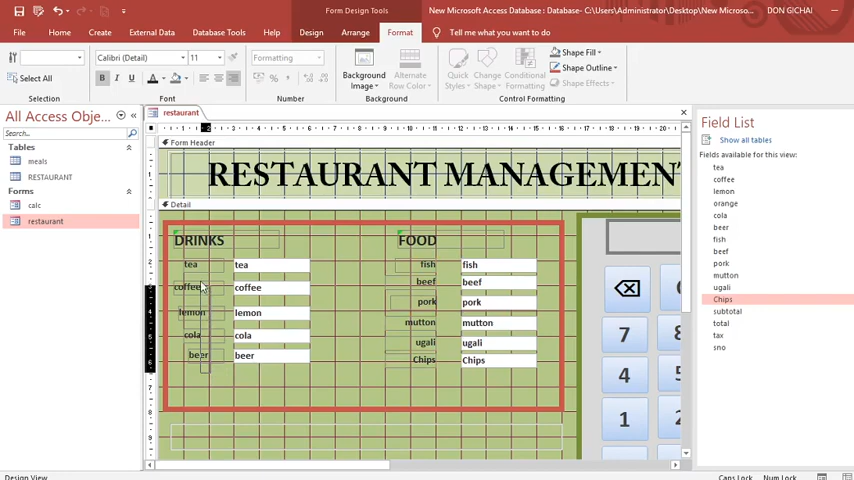 Form Design Tools
New Microsoft Access Database : Database- C:\Users\Administrator\Desktop\New Microso...
DON GICHAI
File Home Create External Data Database Tools Help Design Arrange Format Tell me what you want to do
Select All
Selection
Calibri (Detail) 11
B I U
Font
Formatting
Number
Background Image
Alternate Row Color
Background
Quick Styles
Change Shape
Conditional Formatting
Shape Fill
Shape Outline
Shape Effects
Control Formatting
All Access Obje...
Search...
Tables
meals
RESTAURANT
Forms
calc
restaurant
restaurant
Form Header
RESTAURANT MANAGEMENT
Detail
DRINKS
tea tea
coffee coffee
lemon lemon
cola cola
beer beer
FOOD
fish fish
beef beef
pork pork
mutton mutton
ugali ugali
Chips Chips
7
4
1
Field List
Show all tables
Fields available for this view:
tea
coffee
lemon
orange
cola
beer
fish
beef
pork
mutton
ugali
Chips
subtotal
total
tax
sno
Design View
Caps Lock Num Lock